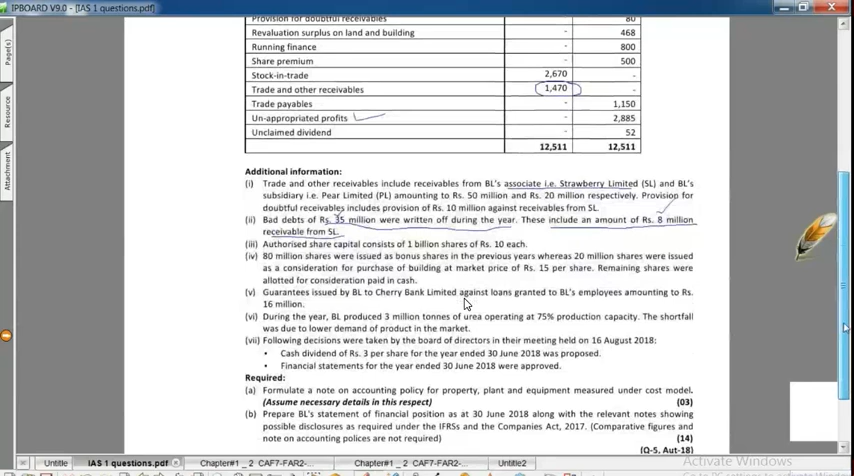 IPBOARD V9.0 - [IAS 1 questions.pdf]
Provision for doubtful receivables - 80
Revaluation surplus on land and building - 468
Running finance - 800
Share premium - 500
Stock-in-trade 2,670 -
Trade and other receivables 1,470 -
Trade payables - 1,150
Un-appropriated profits - 2,885
Unclaimed dividend - 52
12,511 12,511
Additional information:
(i) Trade and other receivables include receivables from BL's associate i.e. Strawberry Limited (SL) and BL's
subsidiary i.e. Pear Limited (PL) amounting to Rs. 50 million and Rs. 20 million respectively. Provision for
doubtful receivables includes provision of Rs. 10 million against receivables from SL.
(ii) Bad debts of Rs. 35 million were written off during the year. These include an amount of Rs. 8 million
receivable from SL.
(iii) Authorised share capital consists of 1 billion shares of Rs. 10 each.
(iv) 80 million shares were issued as bonus shares in the previous years whereas 20 million shares were issued
as a consideration for purchase of building at market price of Rs. 15 per share. Remaining shares were
allotted for consideration paid in cash.
(v) Guarantees issued by BL to Cherry Bank Limited against loans granted to BL's employees amounting to Rs.
16 million.
(vi) During the year, BL produced 3 million tonnes of urea operating at 75% production capacity. The shortfall
was due to lower demand of product in the market.
(vii) Following decisions were taken by the board of directors in their meeting held on 16 August 2018:
• Cash dividend of Rs. 3 per share for the year ended 30 June 2018 was proposed.
• Financial statements for the year ended 30 June 2018 were approved.
Required:
(a) Formulate a note on accounting policy for property, plant and equipment measured under cost model.
(Assume necessary details in this respect) (03)
(b) Prepare BL's statement of financial position as at 30 June 2018 along with the relevant notes showing
possible disclosures as required under the IFRSs and the Companies Act, 2017. (Comparative figures and
note on accounting polices are not required) (14)
(Q-5, Aut-18)
Page(s)
Resource
Attachment
Activate Windows
Untitle IAS 1 questions.pdf Chapter#1_ 2 CAF7-FAR2-... Chapter#1_ 2 CAF7-FAR2-... Untitle2